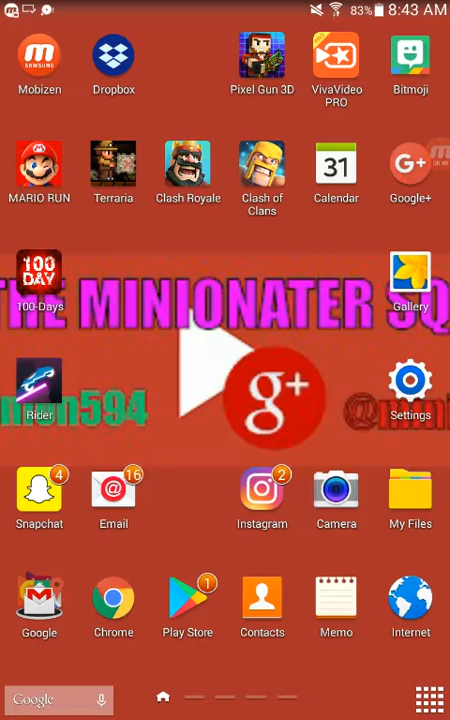 83% 8:43 AM
Mobizen Dropbox Pixel Gun 3D VivaVideo PRO Bitmoji
MARIO RUN Terraria Clash Royale Clash of Clans Calendar Google+
31
G+
100 DAY
100-Days Gallery
THE MINIONATER SQ
g+
Rider Settings
mon594 @mini
4 16 2
Snapchat Email Instagram Camera My Files
1
Google Chrome Play Store Contacts Memo Internet
Google